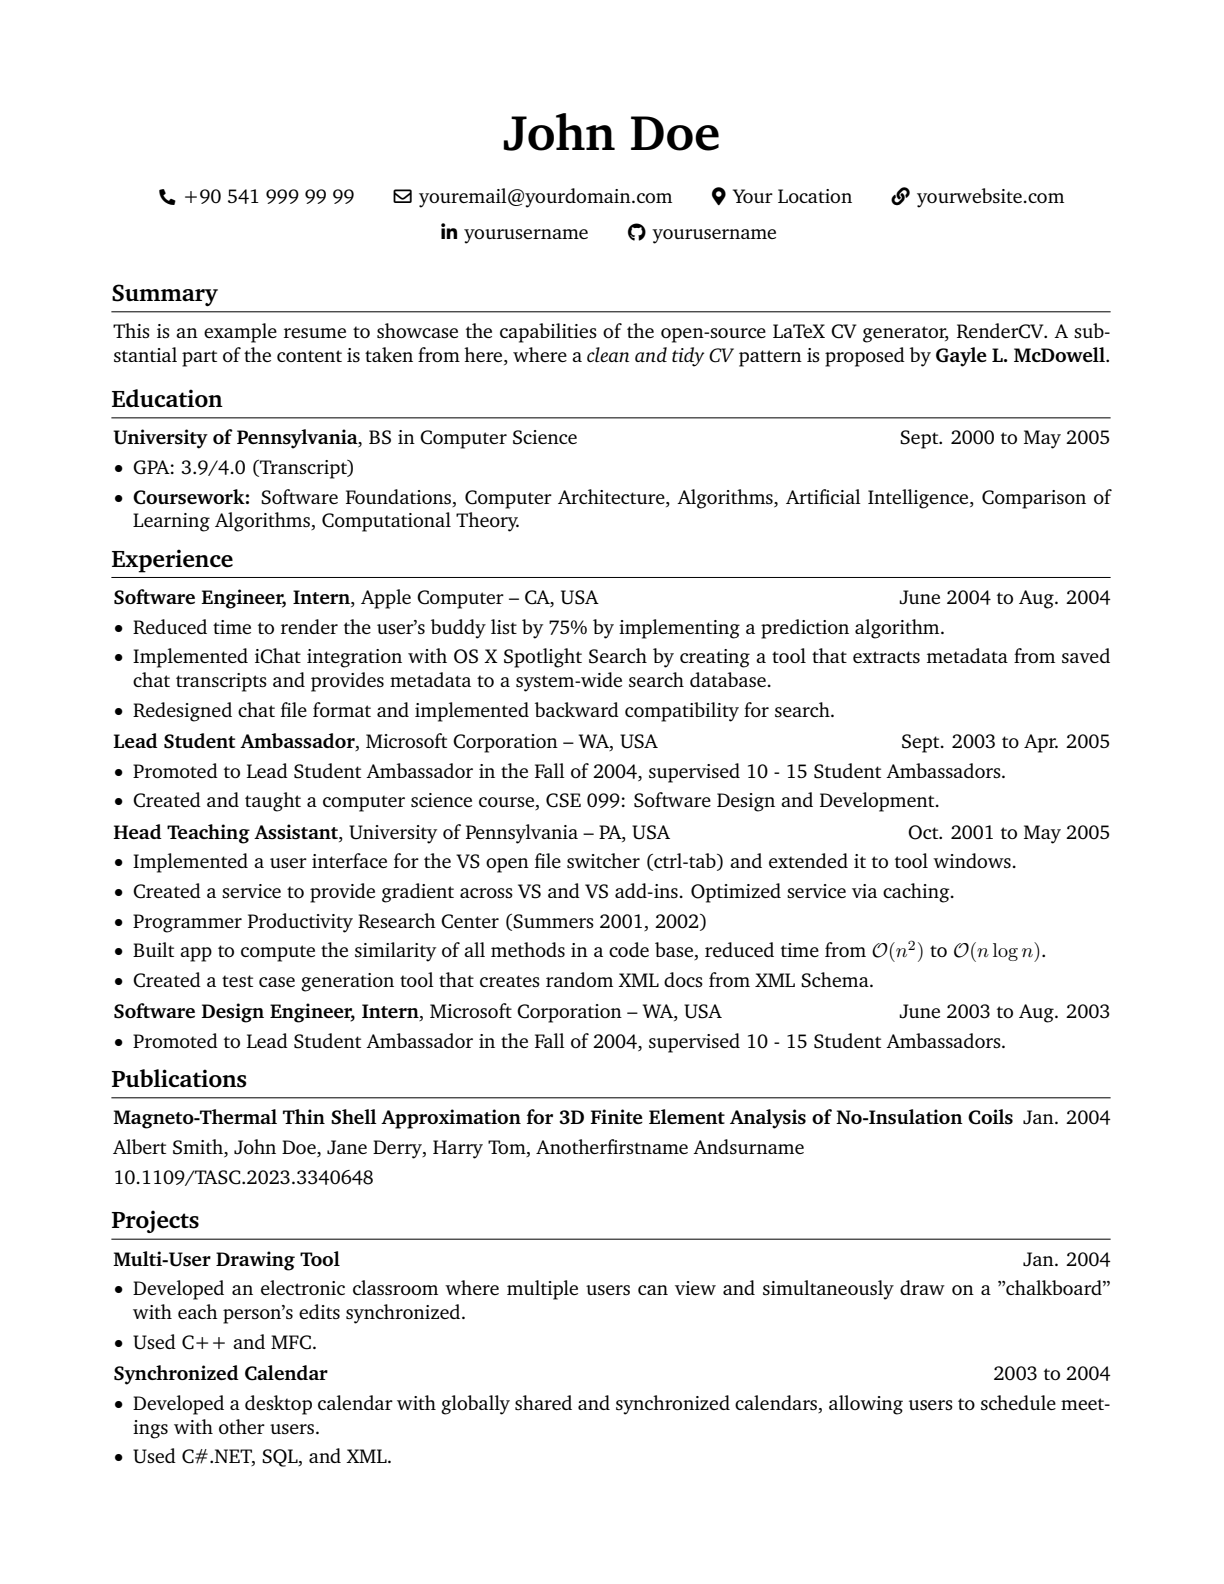 John Doe
+90 541 999 99 99 youremail@yourdomain.com Your Location yourwebsite.com
in yourusername yourusername
Summary
This is an example resume to showcase the capabilities of the open-source LaTeX CV generator, RenderCV. A sub-
stantial part of the content is taken from here, where a clean and tidy CV pattern is proposed by Gayle L. McDowell.
Education
University of Pennsylvania, BS in Computer Science Sept. 2000 to May 2005
• GPA: 3.9/4.0 (Transcript)
• Coursework: Software Foundations, Computer Architecture, Algorithms, Artificial Intelligence, Comparison of
Learning Algorithms, Computational Theory.
Experience
Software Engineer, Intern, Apple Computer – CA, USA June 2004 to Aug. 2004
• Reduced time to render the user’s buddy list by 75% by implementing a prediction algorithm.
• Implemented iChat integration with OS X Spotlight Search by creating a tool that extracts metadata from saved
chat transcripts and provides metadata to a system-wide search database.
• Redesigned chat file format and implemented backward compatibility for search.
Lead Student Ambassador, Microsoft Corporation – WA, USA Sept. 2003 to Apr. 2005
• Promoted to Lead Student Ambassador in the Fall of 2004, supervised 10 - 15 Student Ambassadors.
• Created and taught a computer science course, CSE 099: Software Design and Development.
Head Teaching Assistant, University of Pennsylvania – PA, USA Oct. 2001 to May 2005
• Implemented a user interface for the VS open file switcher (ctrl-tab) and extended it to tool windows.
• Created a service to provide gradient across VS and VS add-ins. Optimized service via caching.
• Programmer Productivity Research Center (Summers 2001, 2002)
• Built app to compute the similarity of all methods in a code base, reduced time from 𝒪(n²) to 𝒪(n log n).
• Created a test case generation tool that creates random XML docs from XML Schema.
Software Design Engineer, Intern, Microsoft Corporation – WA, USA June 2003 to Aug. 2003
• Promoted to Lead Student Ambassador in the Fall of 2004, supervised 10 - 15 Student Ambassadors.
Publications
Magneto-Thermal Thin Shell Approximation for 3D Finite Element Analysis of No-Insulation Coils Jan. 2004
Albert Smith, John Doe, Jane Derry, Harry Tom, Anotherfirstname Andsurname
10.1109/TASC.2023.3340648
Projects
Multi-User Drawing Tool Jan. 2004
• Developed an electronic classroom where multiple users can view and simultaneously draw on a ”chalkboard”
with each person’s edits synchronized.
• Used C++ and MFC.
Synchronized Calendar 2003 to 2004
• Developed a desktop calendar with globally shared and synchronized calendars, allowing users to schedule meet-
ings with other users.
• Used C#.NET, SQL, and XML.